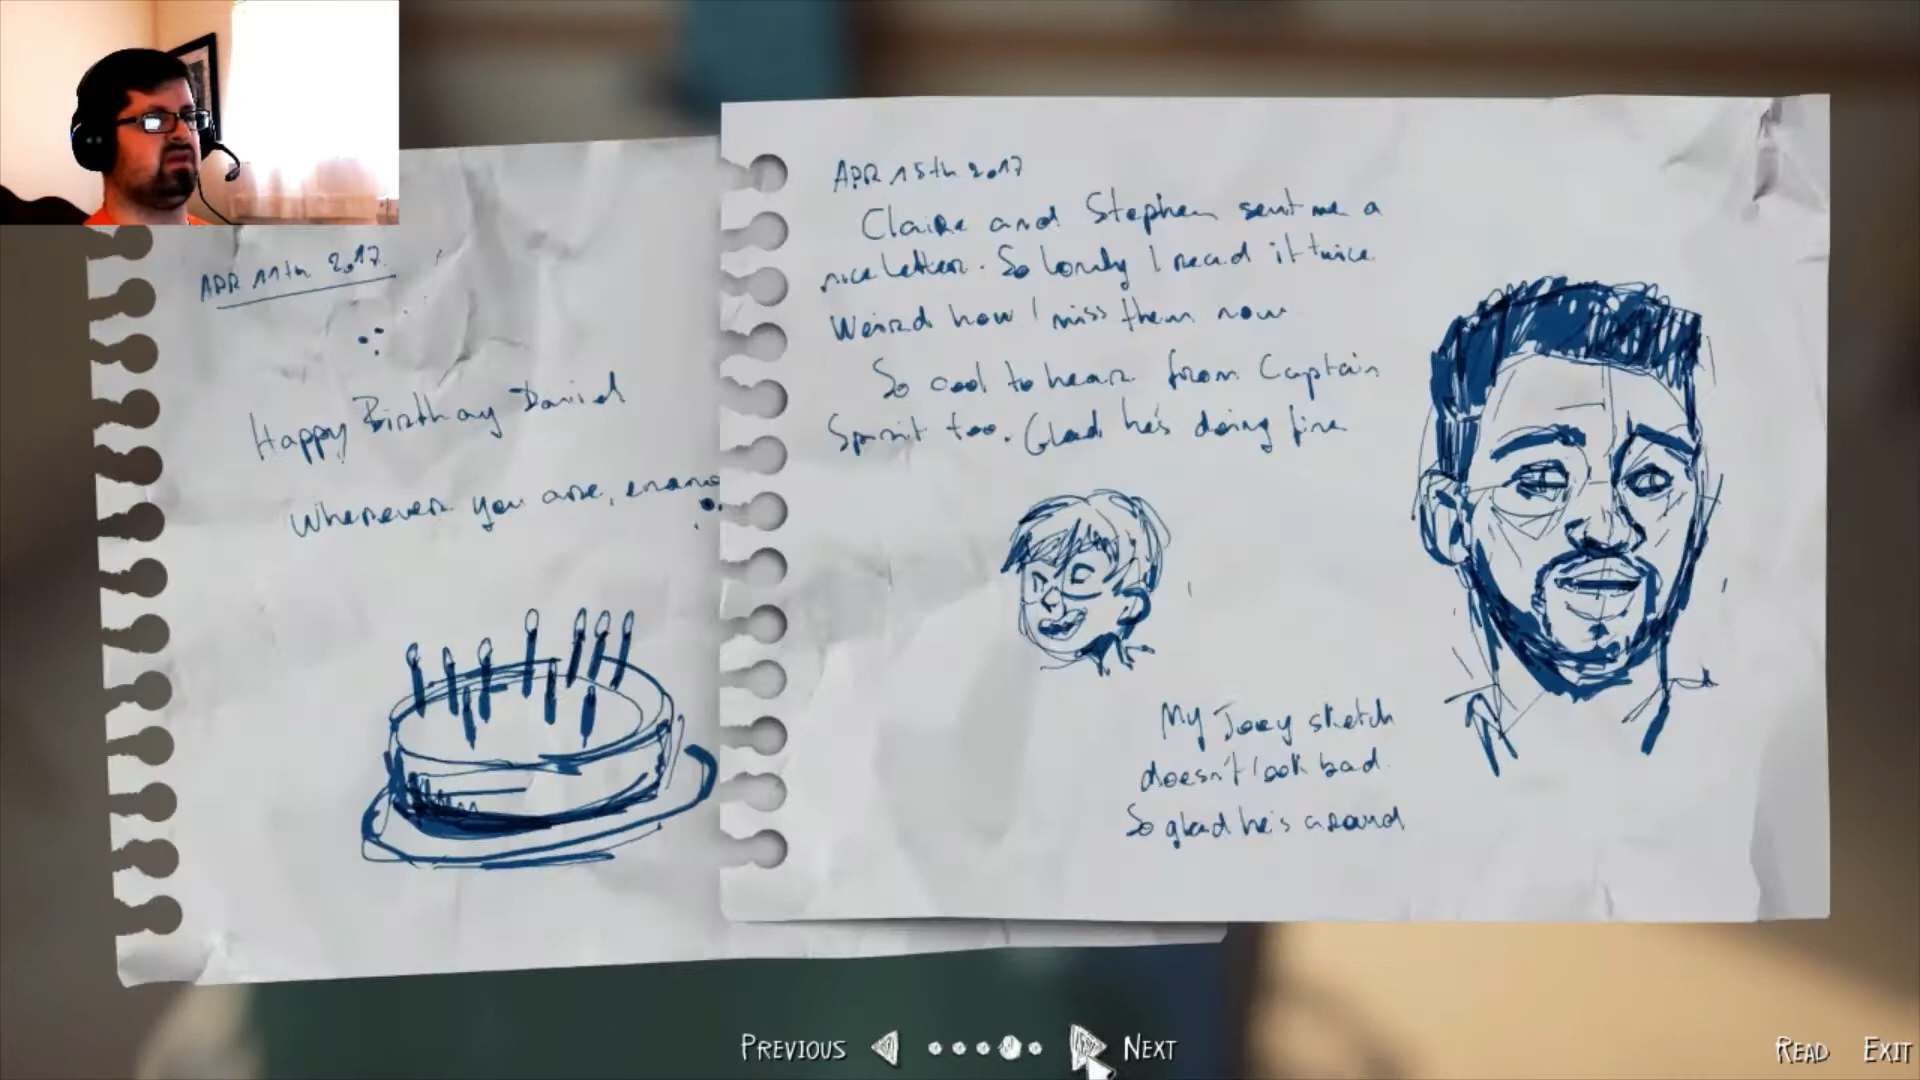 APR 11th 2017
Happy Birthday Daniel
Wherever you are, enano
APR 15th 2017
Claire and Stephen sent me a
nice letter. So lonely I read it twice
Weird how I miss them now
So cool to hear from Captain
Spirit too. Glad he's doing fine
My Joey sketch
doesn't look bad.
So glad he's around
PREVIOUS
NEXT
READ
EXIT